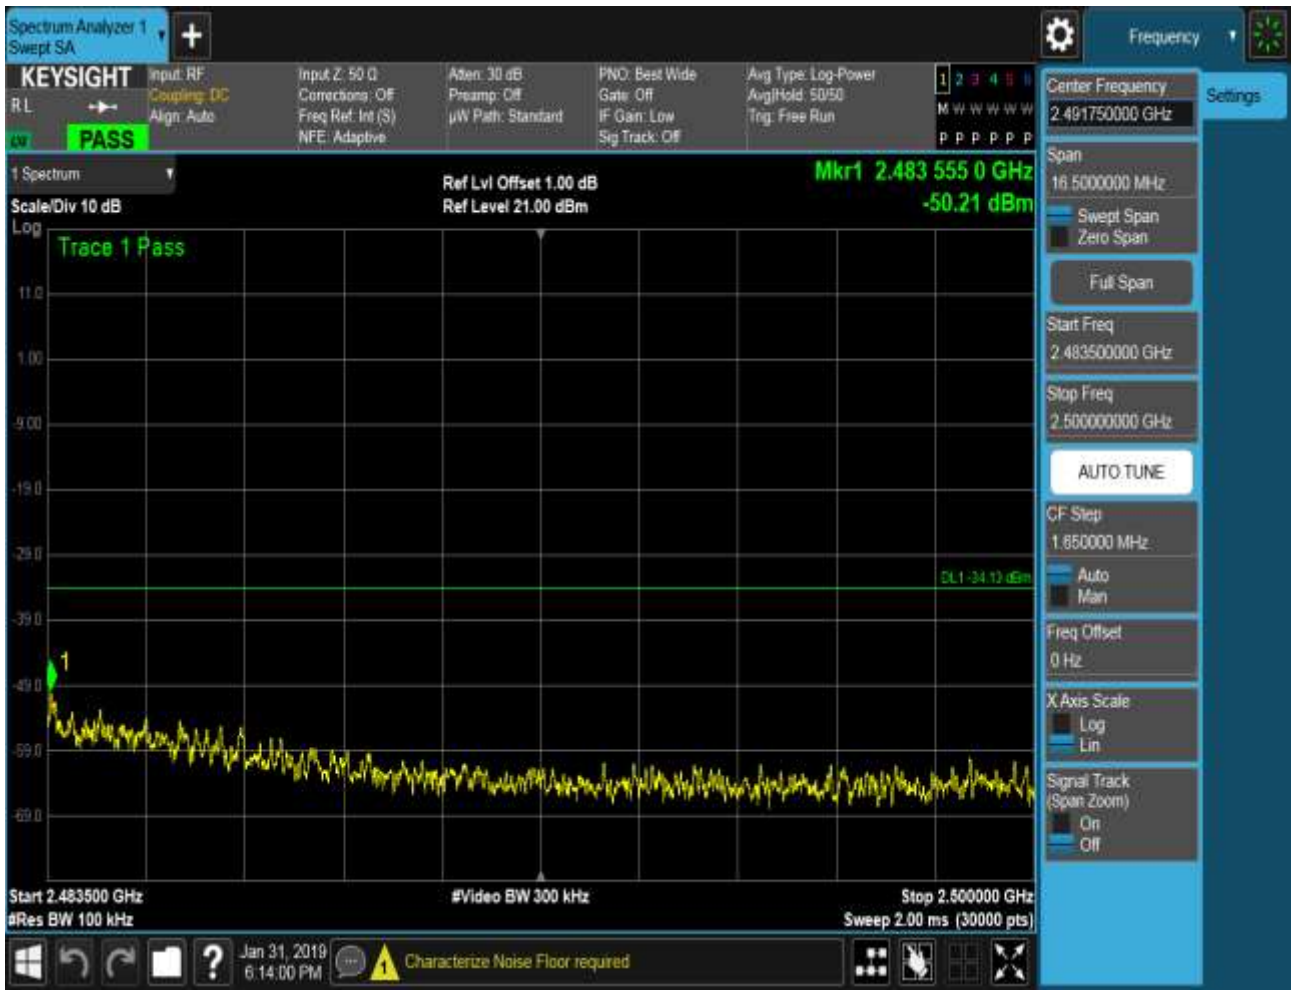 Spectrum Analyzer 1
Swept SA
Frequency
KEYSIGHT
R L
PASS
Input: RF
Coupling: DC
Align: Auto
Input Z: 50 Ω
Corrections: Off
Freq Ref: Int (S)
NFE: Adaptive
Atten: 30 dB
Preamp: Off
µW Path: Standard
PNO: Best Wide
Gate: Off
IF Gain: Low
Sig Track: Off
Avg Type: Log-Power
Avg|Hold: 50/50
Trig: Free Run
1 2 3 4 5 6
M W W W W W
P P P P P P
1 Spectrum
Scale/Div 10 dB
Ref Lvl Offset 1.00 dB
Ref Level 21.00 dBm
Mkr1 2.483 555 0 GHz
-50.21 dBm
Log
Trace 1 Pass
11.0
1.00
-9.00
-19.0
-29.0
DL1 -34.13 dBm
-39.0
1
-49.0
-59.0
-69.0
Start 2.483500 GHz
#Video BW 300 kHz
Stop 2.500000 GHz
#Res BW 100 kHz
Sweep 2.00 ms (30000 pts)
Center Frequency
2.491750000 GHz
Settings
Span
16.5000000 MHz
Swept Span
Zero Span
Full Span
Start Freq
2.483500000 GHz
Stop Freq
2.500000000 GHz
AUTO TUNE
CF Step
1.650000 MHz
Auto
Man
Freq Offset
0 Hz
X Axis Scale
Log
Lin
Signal Track
(Span Zoom)
On
Off
?
Jan 31, 2019
6:14:00 PM
1
Characterize Noise Floor required